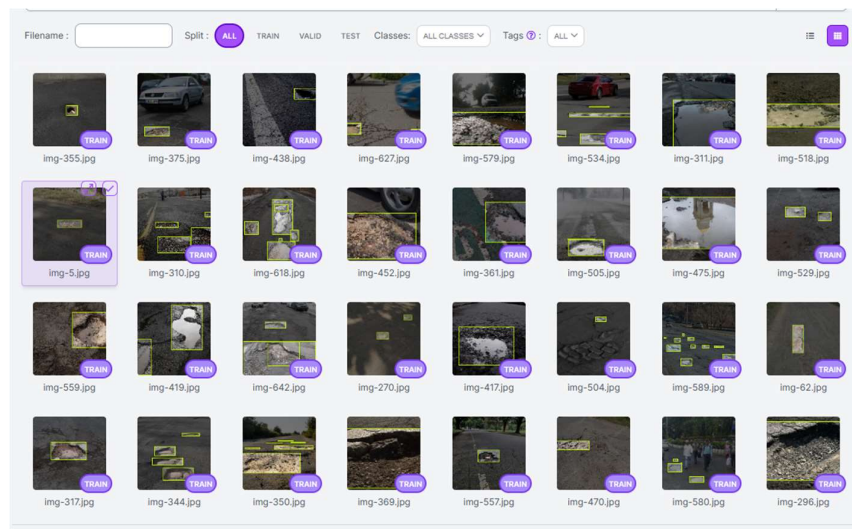 Filename : Split : ALL TRAIN VALID TEST Classes: ALL CLASSES Tags ? : ALL
TRAIN TRAIN TRAIN TRAIN TRAIN TRAIN TRAIN TRAIN
img-355.jpg img-375.jpg img-438.jpg img-627.jpg img-579.jpg img-534.jpg img-311.jpg img-518.jpg
TRAIN TRAIN TRAIN TRAIN TRAIN TRAIN TRAIN TRAIN
img-5.jpg img-310.jpg img-618.jpg img-452.jpg img-361.jpg img-505.jpg img-475.jpg img-529.jpg
TRAIN TRAIN TRAIN TRAIN TRAIN TRAIN TRAIN TRAIN
img-559.jpg img-419.jpg img-642.jpg img-270.jpg img-417.jpg img-504.jpg img-589.jpg img-62.jpg
TRAIN TRAIN TRAIN TRAIN TRAIN TRAIN TRAIN TRAIN
img-317.jpg img-344.jpg img-350.jpg img-369.jpg img-557.jpg img-470.jpg img-580.jpg img-296.jpg